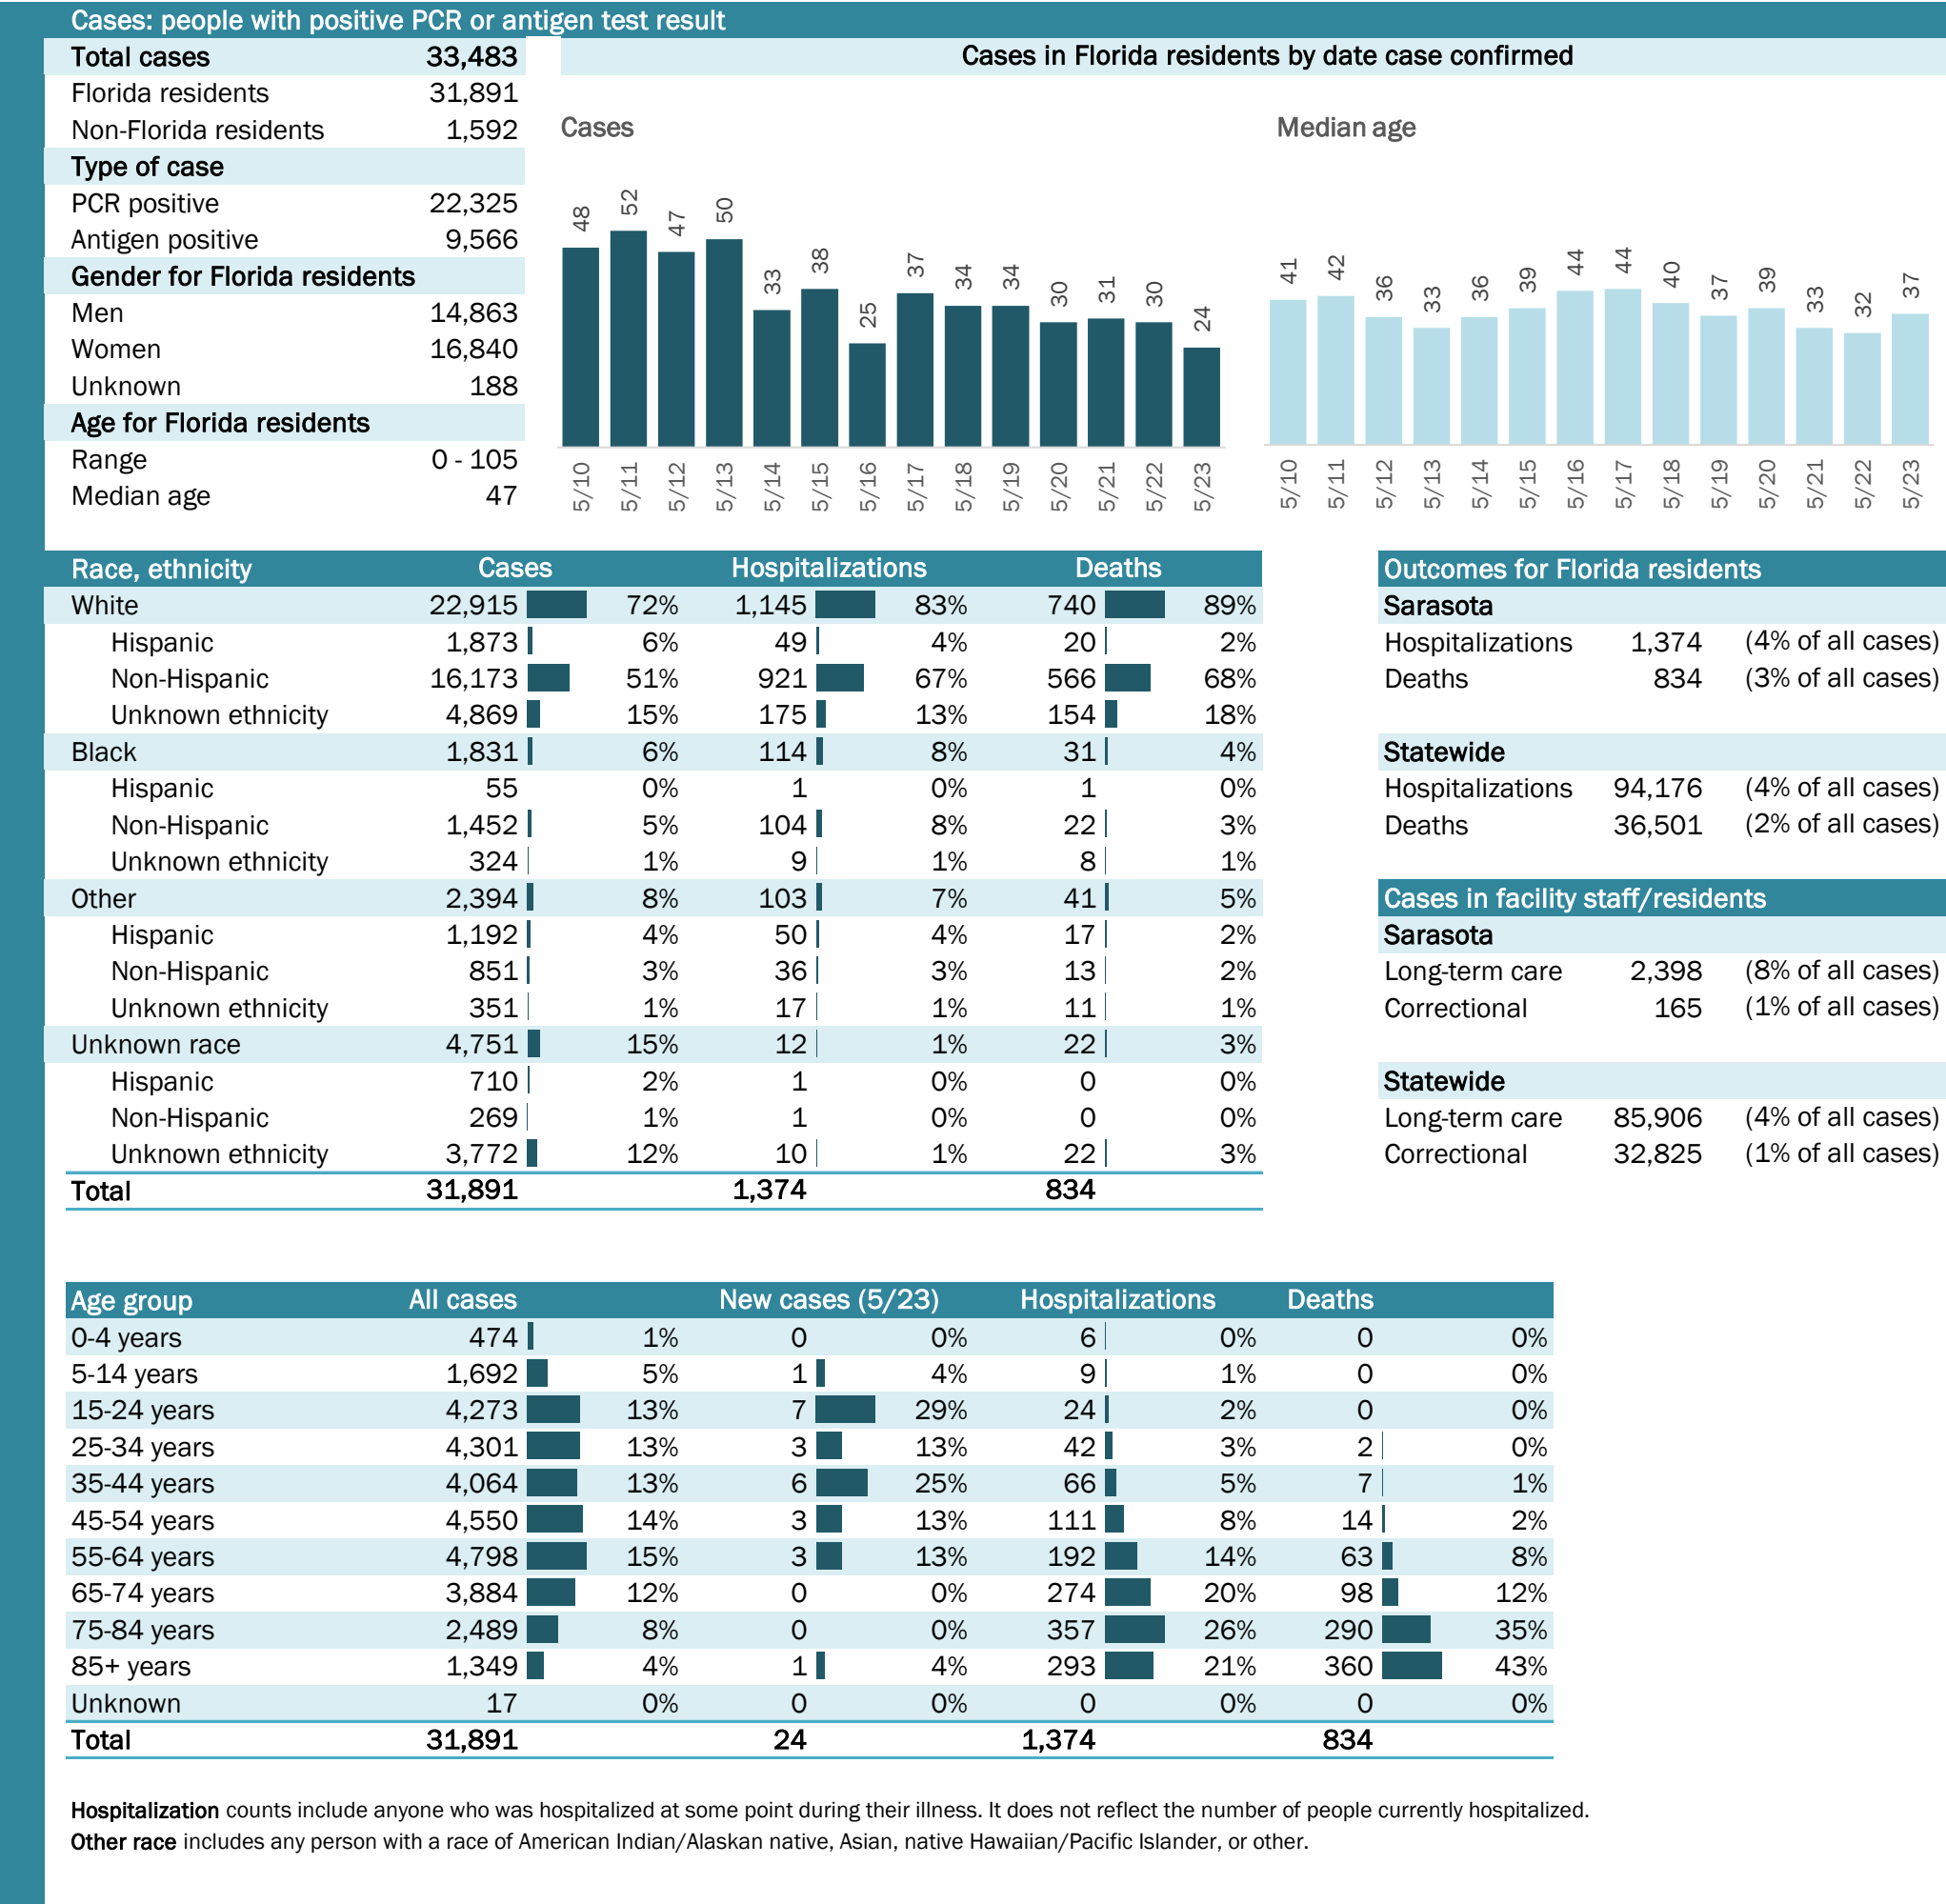 Cases: people with positive PCR or antigen test result
Total cases 33,483
Florida residents 31,891
Non-Florida residents 1,592
Type of case
PCR positive 22,325
Antigen positive 9,566
Gender for Florida residents
Men 14,863
Women 16,840
Unknown 188
Age for Florida residents
Range 0 - 105
Median age 47
Cases in Florida residents by date case confirmed
Cases
48 52 47 50 33 38 25 37 34 34 30 31 30 24
5/10 5/11 5/12 5/13 5/14 5/15 5/16 5/17 5/18 5/19 5/20 5/21 5/22 5/23
Median age
41 42 36 33 36 39 44 44 40 37 39 33 32 37
5/10 5/11 5/12 5/13 5/14 5/15 5/16 5/17 5/18 5/19 5/20 5/21 5/22 5/23
Race, ethnicity Cases Hospitalizations Deaths
White 22,915 72% 1,145 83% 740 89%
Hispanic 1,873 6% 49 4% 20 2%
Non-Hispanic 16,173 51% 921 67% 566 68%
Unknown ethnicity 4,869 15% 175 13% 154 18%
Black 1,831 6% 114 8% 31 4%
Hispanic 55 0% 1 0% 1 0%
Non-Hispanic 1,452 5% 104 8% 22 3%
Unknown ethnicity 324 1% 9 1% 8 1%
Other 2,394 8% 103 7% 41 5%
Hispanic 1,192 4% 50 4% 17 2%
Non-Hispanic 851 3% 36 3% 13 2%
Unknown ethnicity 351 1% 17 1% 11 1%
Unknown race 4,751 15% 12 1% 22 3%
Hispanic 710 2% 1 0% 0 0%
Non-Hispanic 269 1% 1 0% 0 0%
Unknown ethnicity 3,772 12% 10 1% 22 3%
Total 31,891 1,374 834
Outcomes for Florida residents
Sarasota
Hospitalizations 1,374 (4% of all cases)
Deaths 834 (3% of all cases)
Statewide
Hospitalizations 94,176 (4% of all cases)
Deaths 36,501 (2% of all cases)
Cases in facility staff/residents
Sarasota
Long-term care 2,398 (8% of all cases)
Correctional 165 (1% of all cases)
Statewide
Long-term care 85,906 (4% of all cases)
Correctional 32,825 (1% of all cases)
Age group All cases New cases (5/23) Hospitalizations Deaths
0-4 years 474 1% 0 0% 6 0% 0 0%
5-14 years 1,692 5% 1 4% 9 1% 0 0%
15-24 years 4,273 13% 7 29% 24 2% 0 0%
25-34 years 4,301 13% 3 13% 42 3% 2 0%
35-44 years 4,064 13% 6 25% 66 5% 7 1%
45-54 years 4,550 14% 3 13% 111 8% 14 2%
55-64 years 4,798 15% 3 13% 192 14% 63 8%
65-74 years 3,884 12% 0 0% 274 20% 98 12%
75-84 years 2,489 8% 0 0% 357 26% 290 35%
85+ years 1,349 4% 1 4% 293 21% 360 43%
Unknown 17 0% 0 0% 0 0% 0 0%
Total 31,891 24 1,374 834
Hospitalization counts include anyone who was hospitalized at some point during their illness. It does not reflect the number of people currently hospitalized.
Other race includes any person with a race of American Indian/Alaskan native, Asian, native Hawaiian/Pacific Islander, or other.